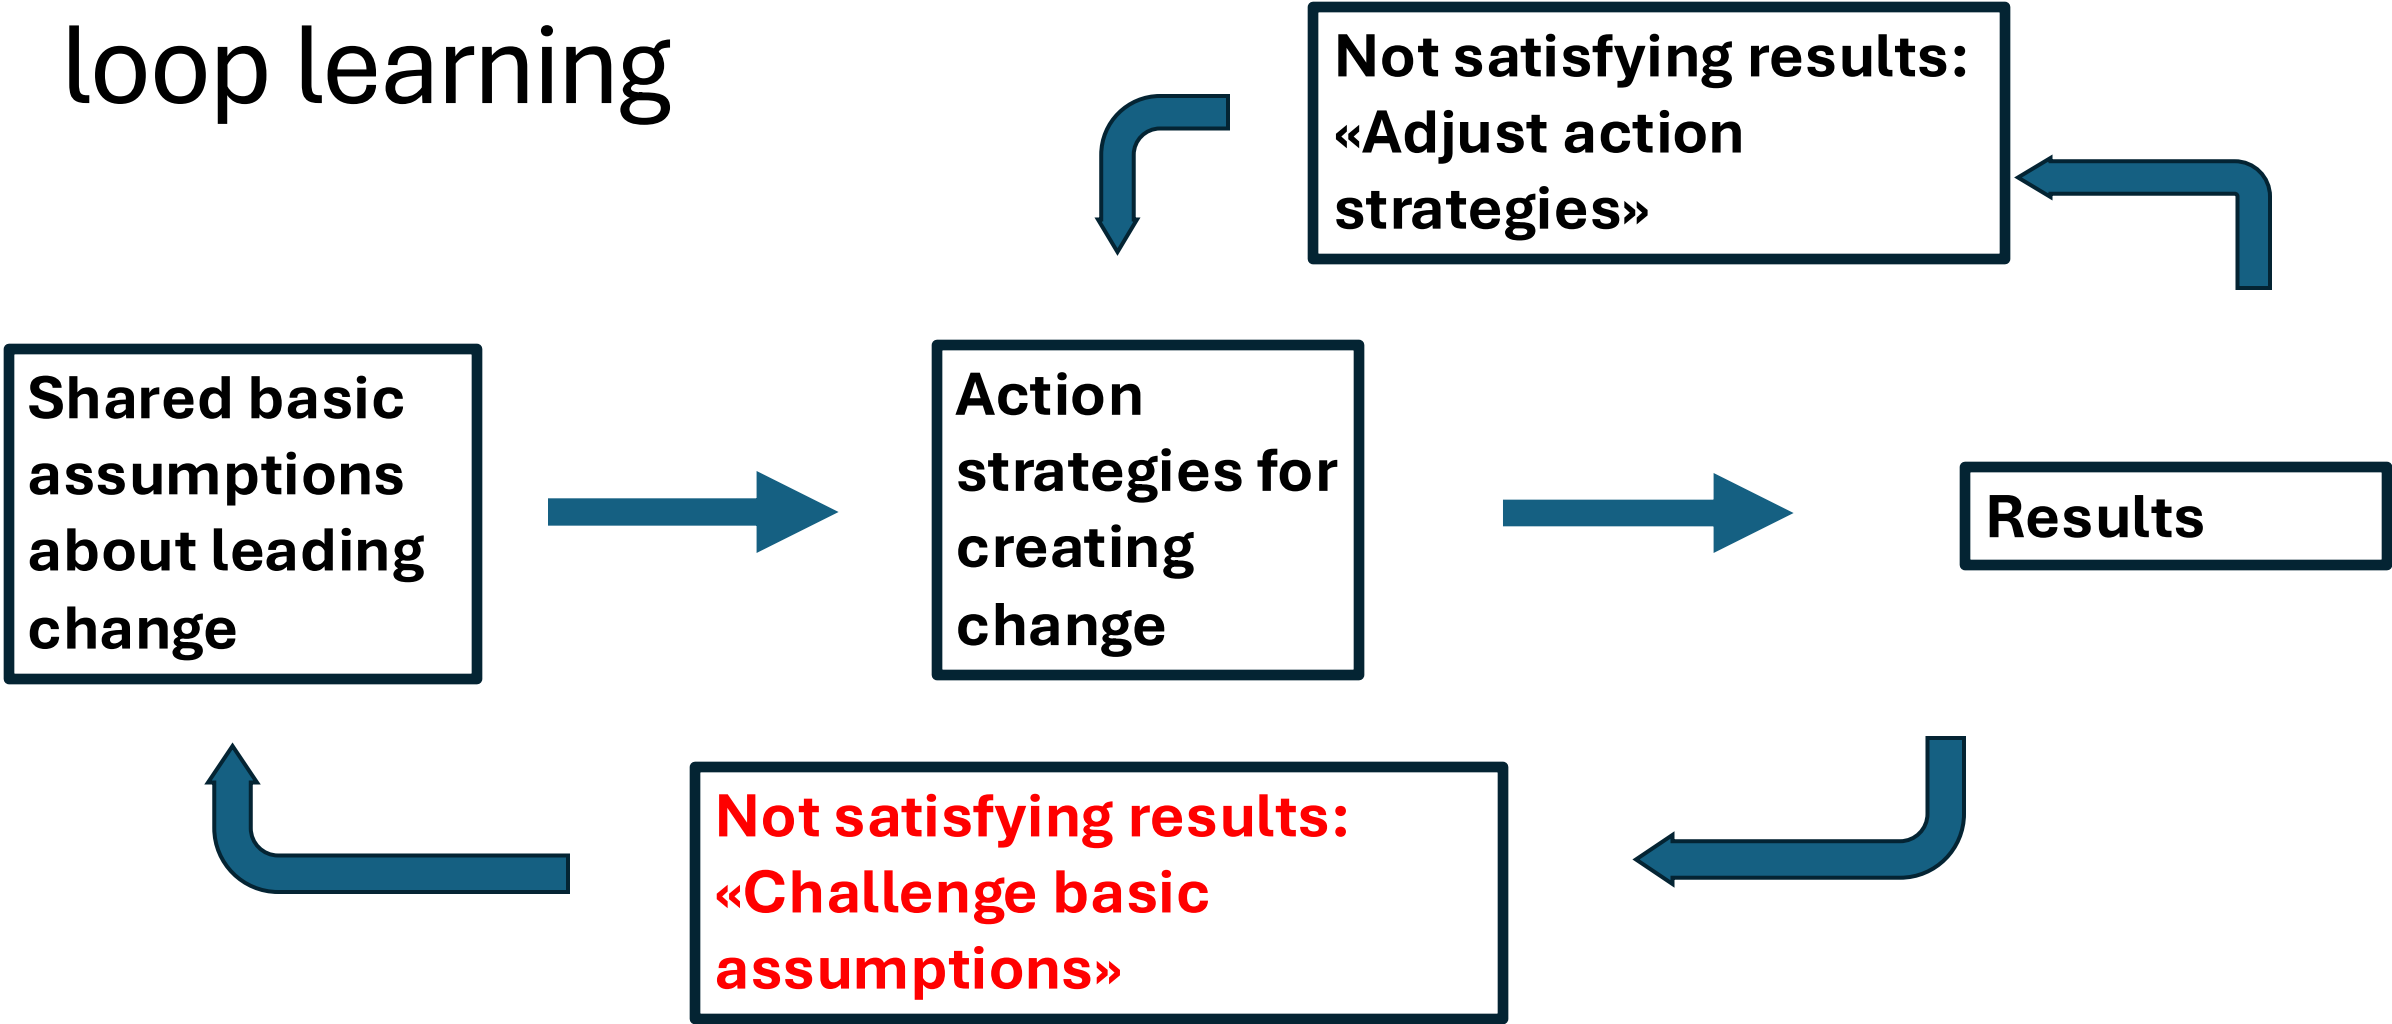 loop learning
Not satisfying results:
«Adjust action
strategies»
Shared basic
assumptions
about leading
change
Action
strategies for
creating
change
Results
Not satisfying results:
«Challenge basic
assumptions»